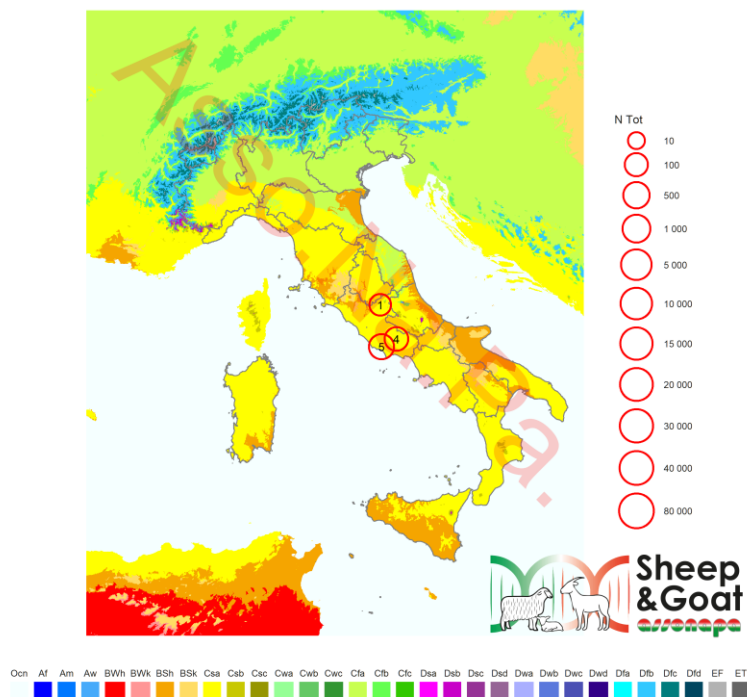 N Tot
10
100
500
1 000
5 000
10 000
15 000
20 000
30 000
40 000
80 000
Asso.Na.Pa.
1
4
5
Sheep
&Goat
assonapa
Ocn Af Am Aw BWh BWk BSh BSk Csa Csb Csc Cwa Cwb Cwc Cfa Cfb Cfc Dsa Dsb Dsc Dsd Dwa Dwb Dwc Dwd Dfa Dfb Dfc Dfd EF ET